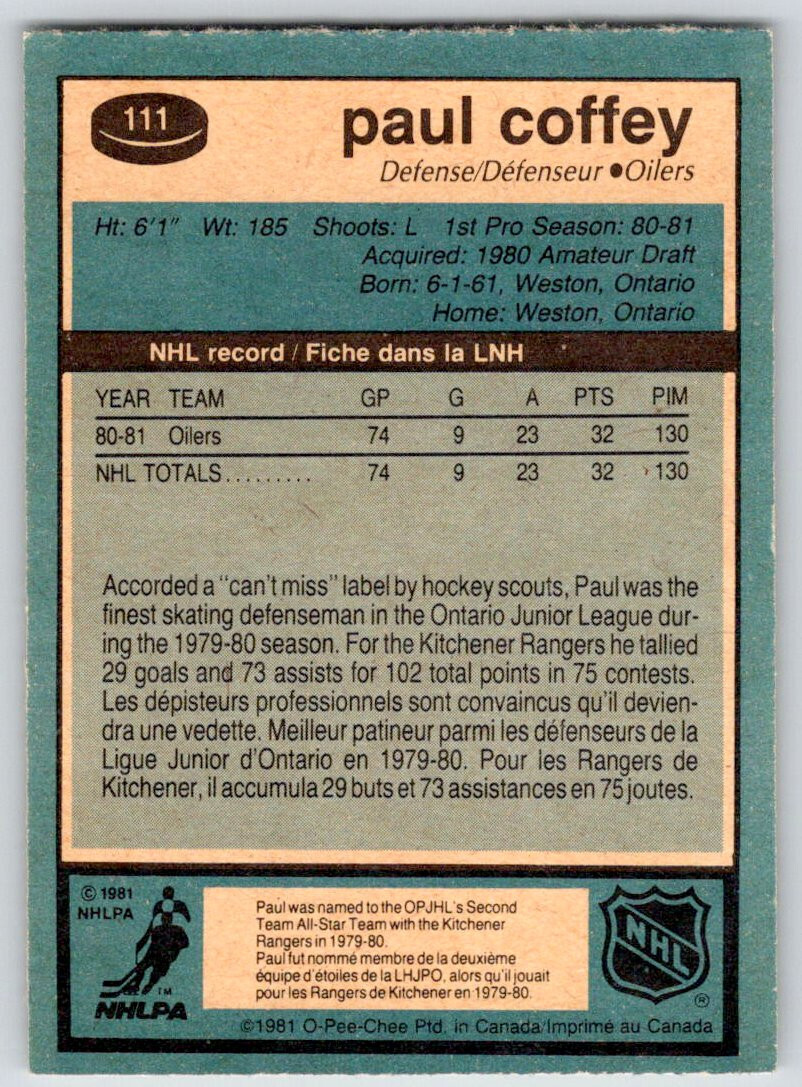 111
paul coffey
Defense/Défenseur ●Oilers
Ht: 6'1" Wt: 185 Shoots: L 1st Pro Season: 80-81
Acquired: 1980 Amateur Draft
Born: 6-1-61, Weston, Ontario
Home: Weston, Ontario
NHL record / Fiche dans la LNH
YEAR TEAM GP G A PTS PIM
80-81 Oilers 74 9 23 32 130
NHL TOTALS......... 74 9 23 32 130
Accorded a "can't miss" label by hockey scouts, Paul was the
finest skating defenseman in the Ontario Junior League dur-
ing the 1979-80 season. For the Kitchener Rangers he tallied
29 goals and 73 assists for 102 total points in 75 contests.
Les dépisteurs professionnels sont convaincus qu'il devien-
dra une vedette. Meilleur patineur parmi les défenseurs de la
Ligue Junior d'Ontario en 1979-80. Pour les Rangers de
Kitchener, il accumula 29 buts et 73 assistances en 75 joutes.
© 1981
NHLPA
TM
NHLPA
Paul was named to the OPJHL's Second
Team All-Star Team with the Kitchener
Rangers in 1979-80.
Paul fut nommé membre de la deuxième
équipe d'étoiles de la LHJPO, alors qu'il jouait
pour les Rangers de Kitchener en 1979-80.
NHL
®
©1981 O-Pee-Chee Ptd. in Canada/Imprimé au Canada